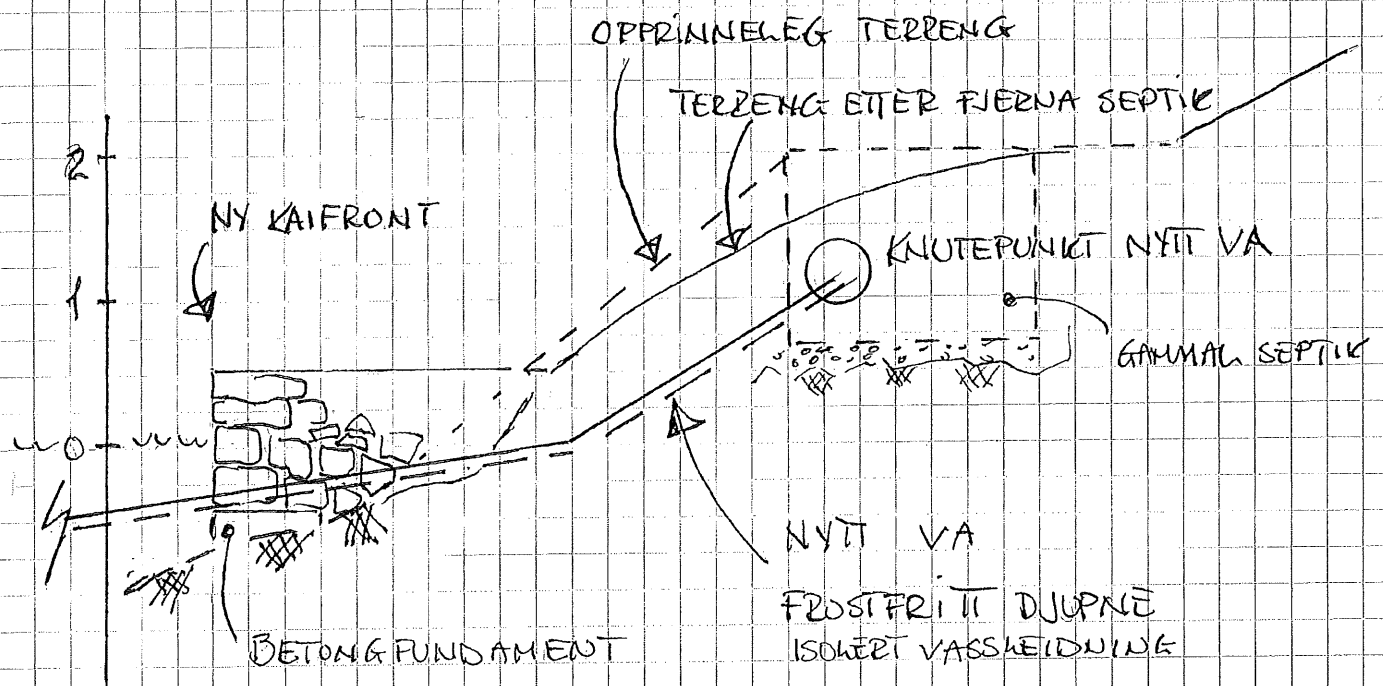 OPPRINNELEG TERRENG
TERRENG ETTER FJERNA SEPTIK
2
NY KAIFRONT
KNUTEPUNKT NYTT VA
1
GAMMAL SEPTIK
0
NYTT VA
FROSTFRITT DJUPNE
ISOLERT VASSLEIDNING
BETONGFUNDAMENT